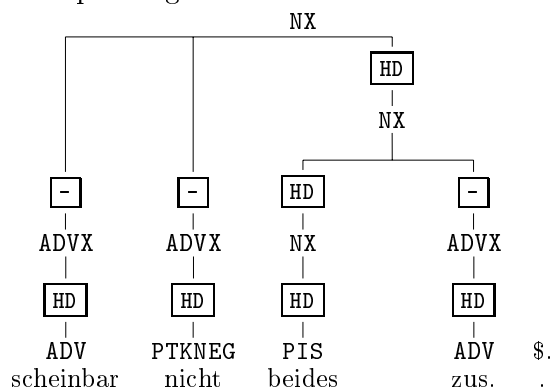 NX
HD
NX
- - HD -
ADVX ADVX NX ADVX
HD HD HD HD
ADV PTKNEG PIS ADV $.
scheinbar nicht beides zus. .